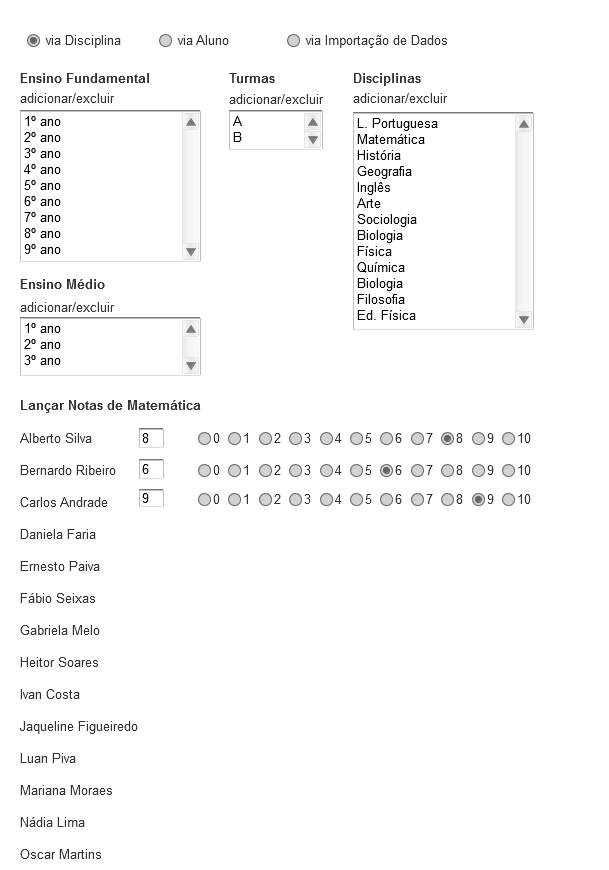 via Disciplina via Aluno via Importação de Dados
Ensino Fundamental
adicionar/excluir
1º ano
2º ano
3º ano
4º ano
5º ano
6º ano
7º ano
8º ano
9º ano
Turmas
adicionar/excluir
A
B
Disciplinas
adicionar/excluir
L. Portuguesa
Matemática
História
Geografia
Inglês
Arte
Sociologia
Biologia
Física
Química
Biologia
Filosofia
Ed. Física
Ensino Médio
adicionar/excluir
1º ano
2º ano
3º ano
Lançar Notas de Matemática
Alberto Silva 8 0 1 2 3 4 5 6 7 8 9 10
Bernardo Ribeiro 6 0 1 2 3 4 5 6 7 8 9 10
Carlos Andrade 9 0 1 2 3 4 5 6 7 8 9 10
Daniela Faria
Ernesto Paiva
Fábio Seixas
Gabriela Melo
Heitor Soares
Ivan Costa
Jaqueline Figueiredo
Luan Piva
Mariana Moraes
Nádia Lima
Oscar Martins